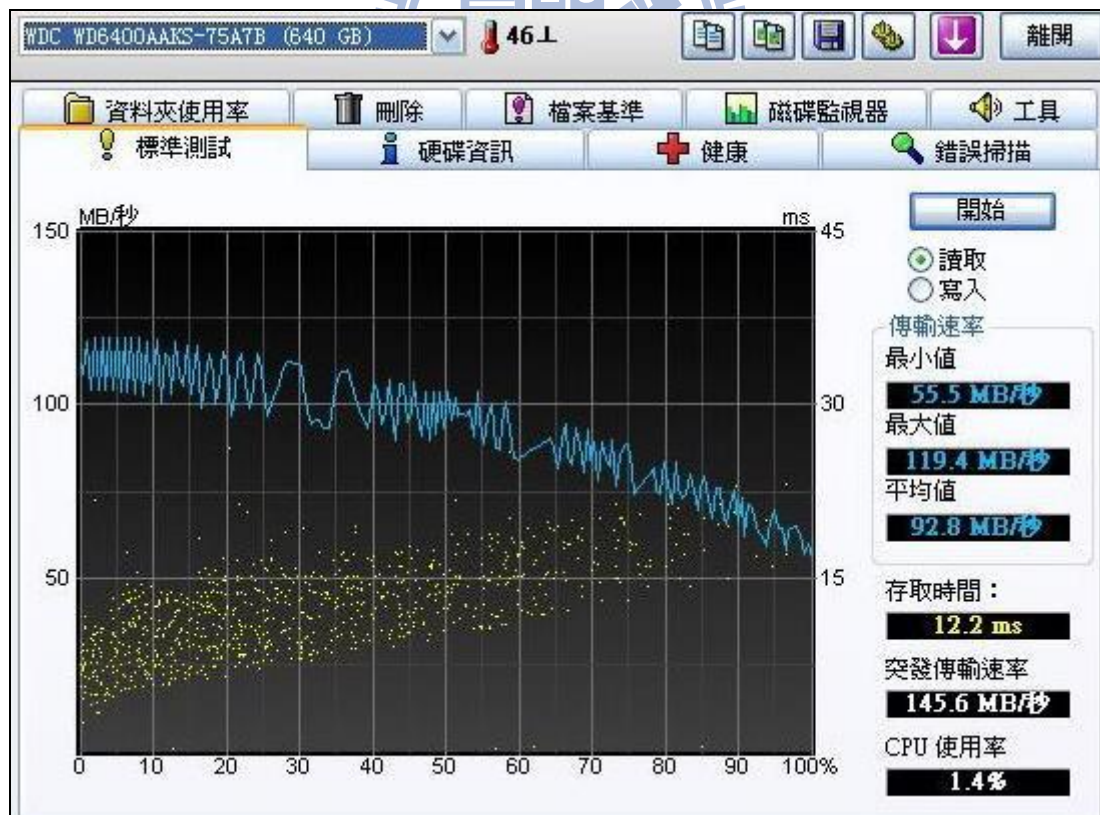 WDC WD6400AAKS-75A7B (640 GB)
46⊥
離開
資料夾使用率
刪除
檔案基準
磁碟監視器
工具
標準測試
硬碟資訊
健康
錯誤掃描
MB/秒
ms
150
100
50
45
30
15
0 10 20 30 40 50 60 70 80 90 100%
開始
讀取
寫入
傳輸速率
最小值
55.5 MB/秒
最大值
119.4 MB/秒
平均值
92.8 MB/秒
存取時間：
12.2 ms
突發傳輸速率
145.6 MB/秒
CPU 使用率
1.4%